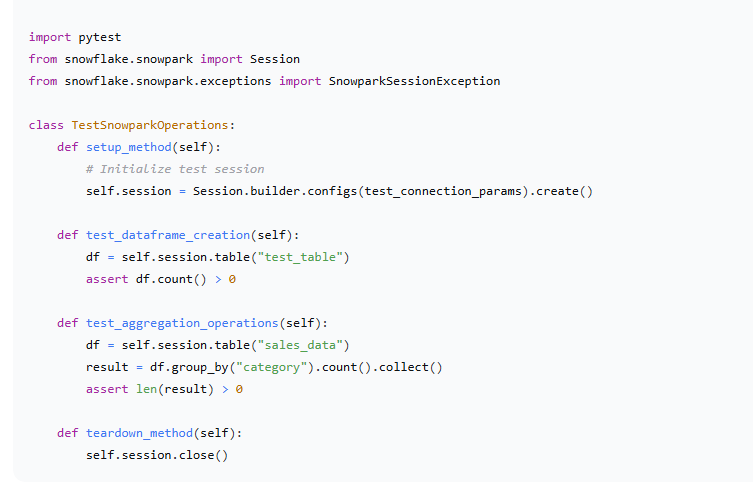 import pytest
from snowflake.snowpark import Session
from snowflake.snowpark.exceptions import SnowparkSessionException
class TestSnowparkOperations:
def setup_method(self):
# Initialize test session
self.session = Session.builder.configs(test_connection_params).create()
def test_dataframe_creation(self):
df = self.session.table("test_table")
assert df.count() > 0
def test_aggregation_operations(self):
df = self.session.table("sales_data")
result = df.group_by("category").count().collect()
assert len(result) > 0
def teardown_method(self):
self.session.close()